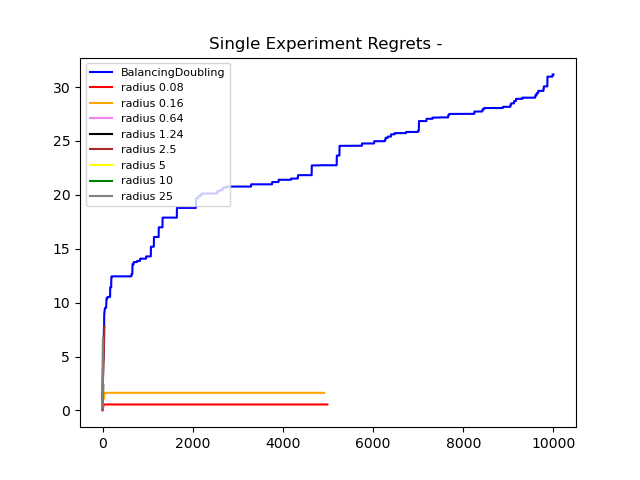 Single Experiment Regrets -
BalancingDoubling
radius 0.08
radius 0.16
radius 0.64
radius 1.24
radius 2.5
radius 5
radius 10
radius 25
30
25
20
15
10
5
0
0 2000 4000 6000 8000 10000